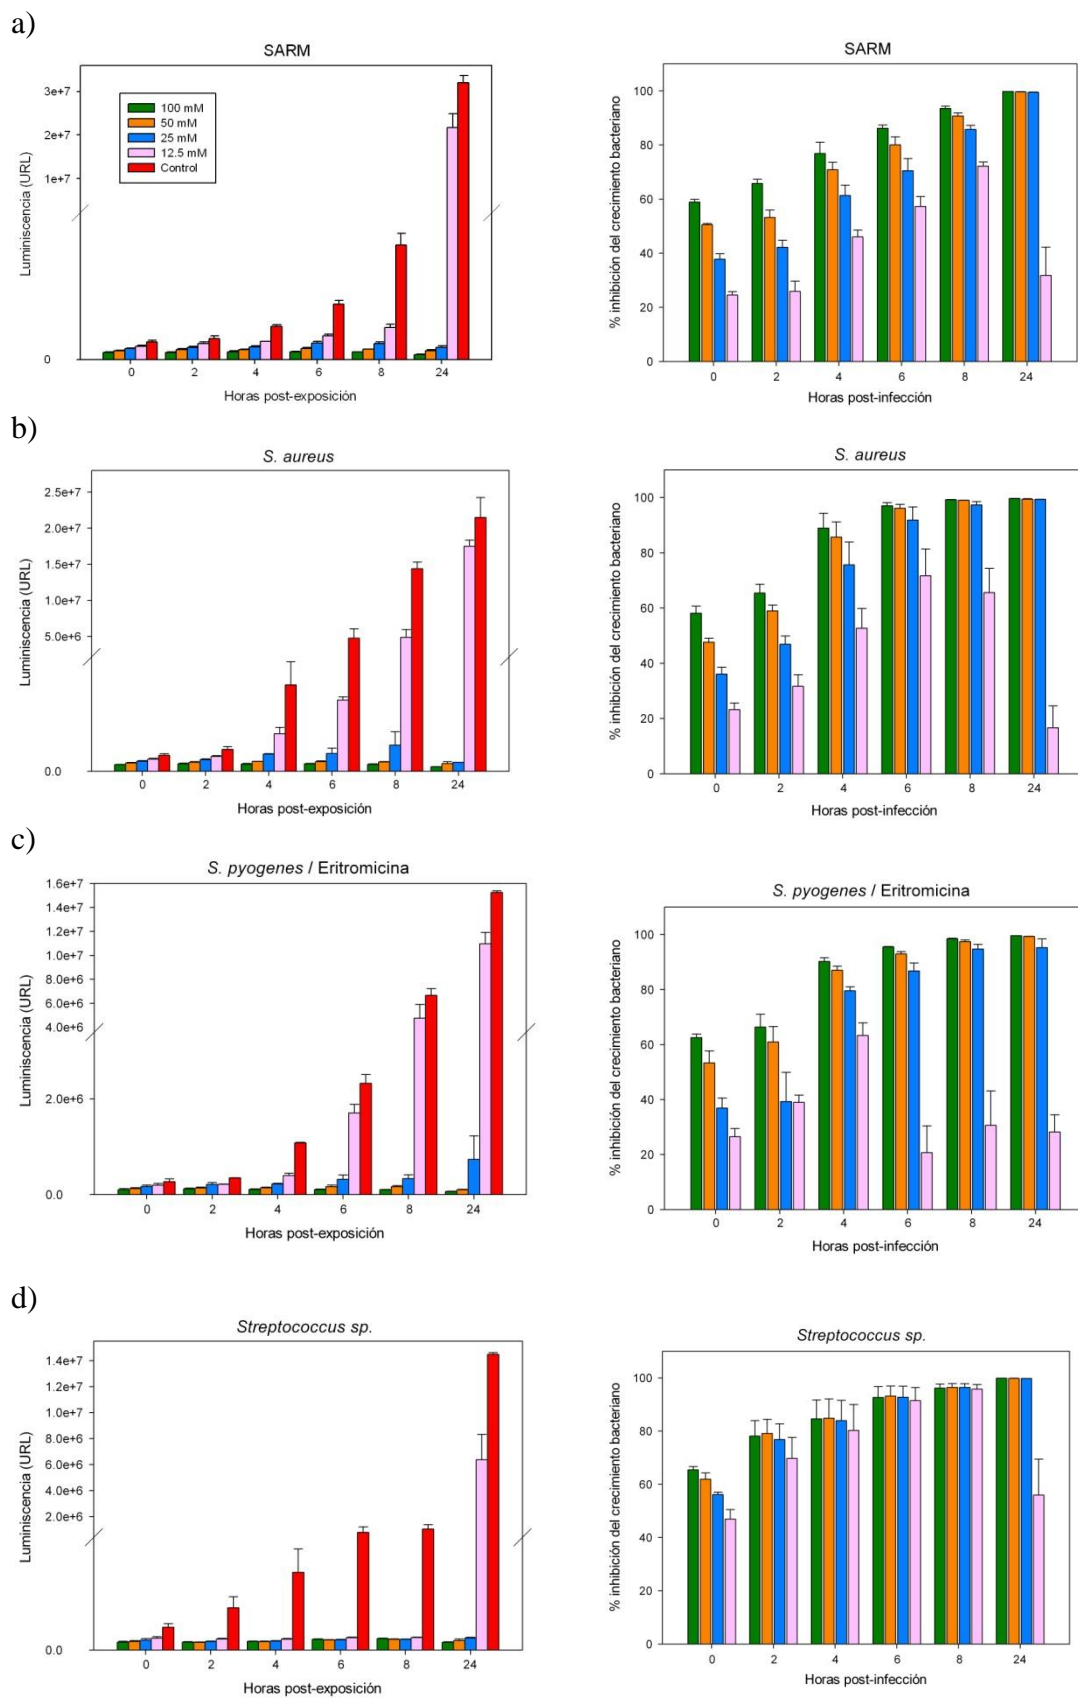 a)
SARM
Luminiscencia (URL)
3e+7
2e+7
1e+7
0
100 mM
50 mM
25 mM
12.5 mM
Control
0 2 4 6 8 24
Horas post-exposición
SARM
% inhibición del crecimiento bacteriano
100
80
60
40
20
0
0 2 4 6 8 24
Horas post-infección
b)
S. aureus
Luminiscencia (URL)
2.5e+7
2.0e+7
1.5e+7
1.0e+7
5.0e+6
0.0
0 2 4 6 8 24
Horas post-exposición
S. aureus
% inhibición del crecimiento bacteriano
100
80
60
40
20
0
0 2 4 6 8 24
Horas post-infección
c)
S. pyogenes / Eritromicina
Luminiscencia (URL)
1.6e+7
1.4e+7
1.2e+7
1.0e+7
8.0e+6
6.0e+6
4.0e+6
2.0e+6
0.0
0 2 4 6 8 24
Horas post-exposición
S. pyogenes / Eritromicina
% inhibición del crecimiento bacteriano
100
80
60
40
20
0
0 2 4 6 8 24
Horas post-infección
d)
Streptococcus sp.
Luminiscencia (URL)
1.4e+7
1.2e+7
1.0e+7
8.0e+6
6.0e+6
4.0e+6
2.0e+6
0.0
0 2 4 6 8 24
Horas post-exposición
Streptococcus sp.
% inhibición del crecimiento bacteriano
100
80
60
40
20
0
0 2 4 6 8 24
Horas post-infección